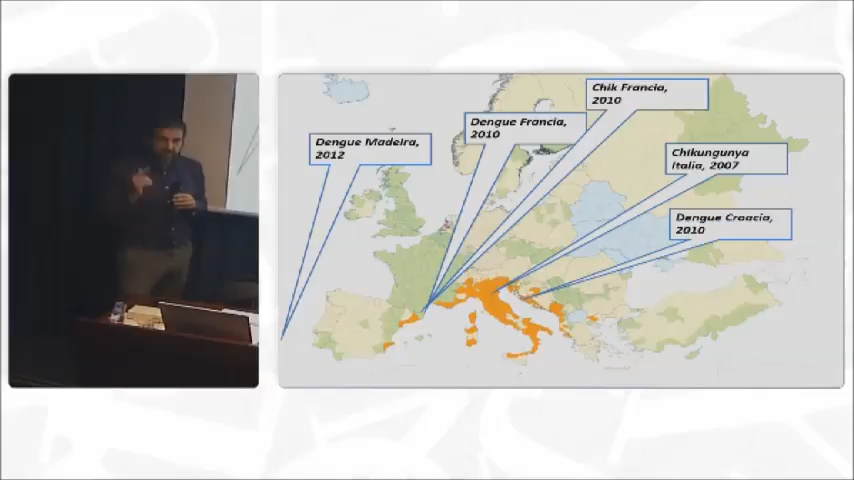 Chik Francia,
2010
Dengue Francia,
2010
Dengue Madeira,
2012
Chikungunya
Italia, 2007
Dengue Croacia,
2010